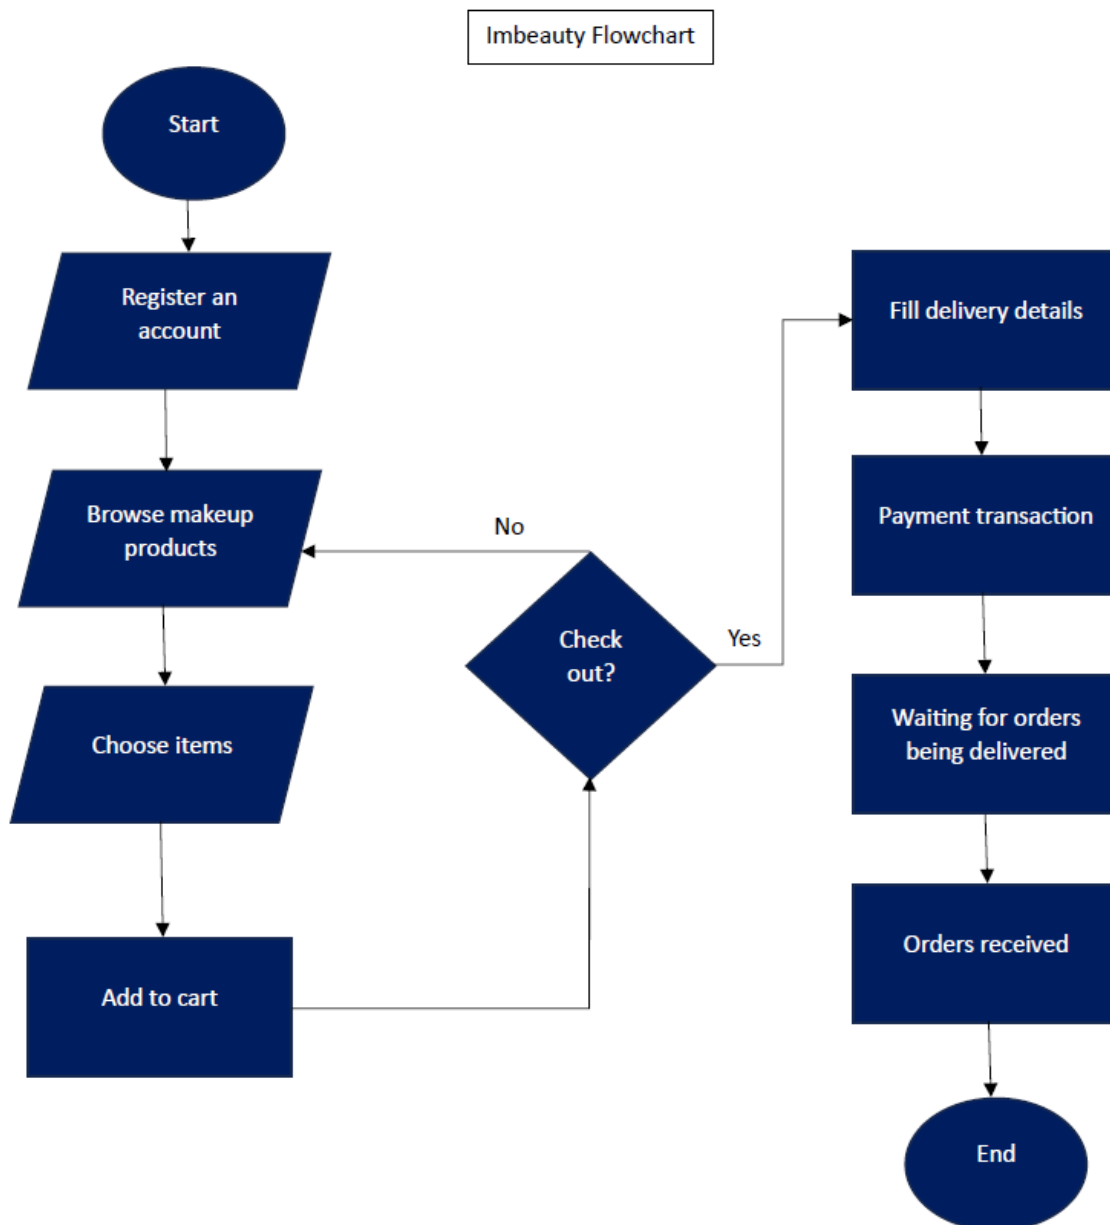 Imbeauty Flowchart
Start
Register an
account
Browse makeup
products
Choose items
Add to cart
No
Check
out?
Yes
Fill delivery details
Payment transaction
Waiting for orders
being delivered
Orders received
End